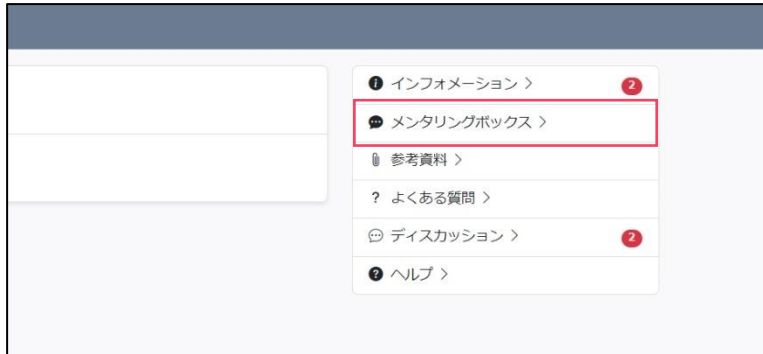 インフォメーション 〉 2
メンタリングボックス 〉
参考資料 〉
? よくある質問 〉
ディスカッション 〉 2
ヘルプ 〉